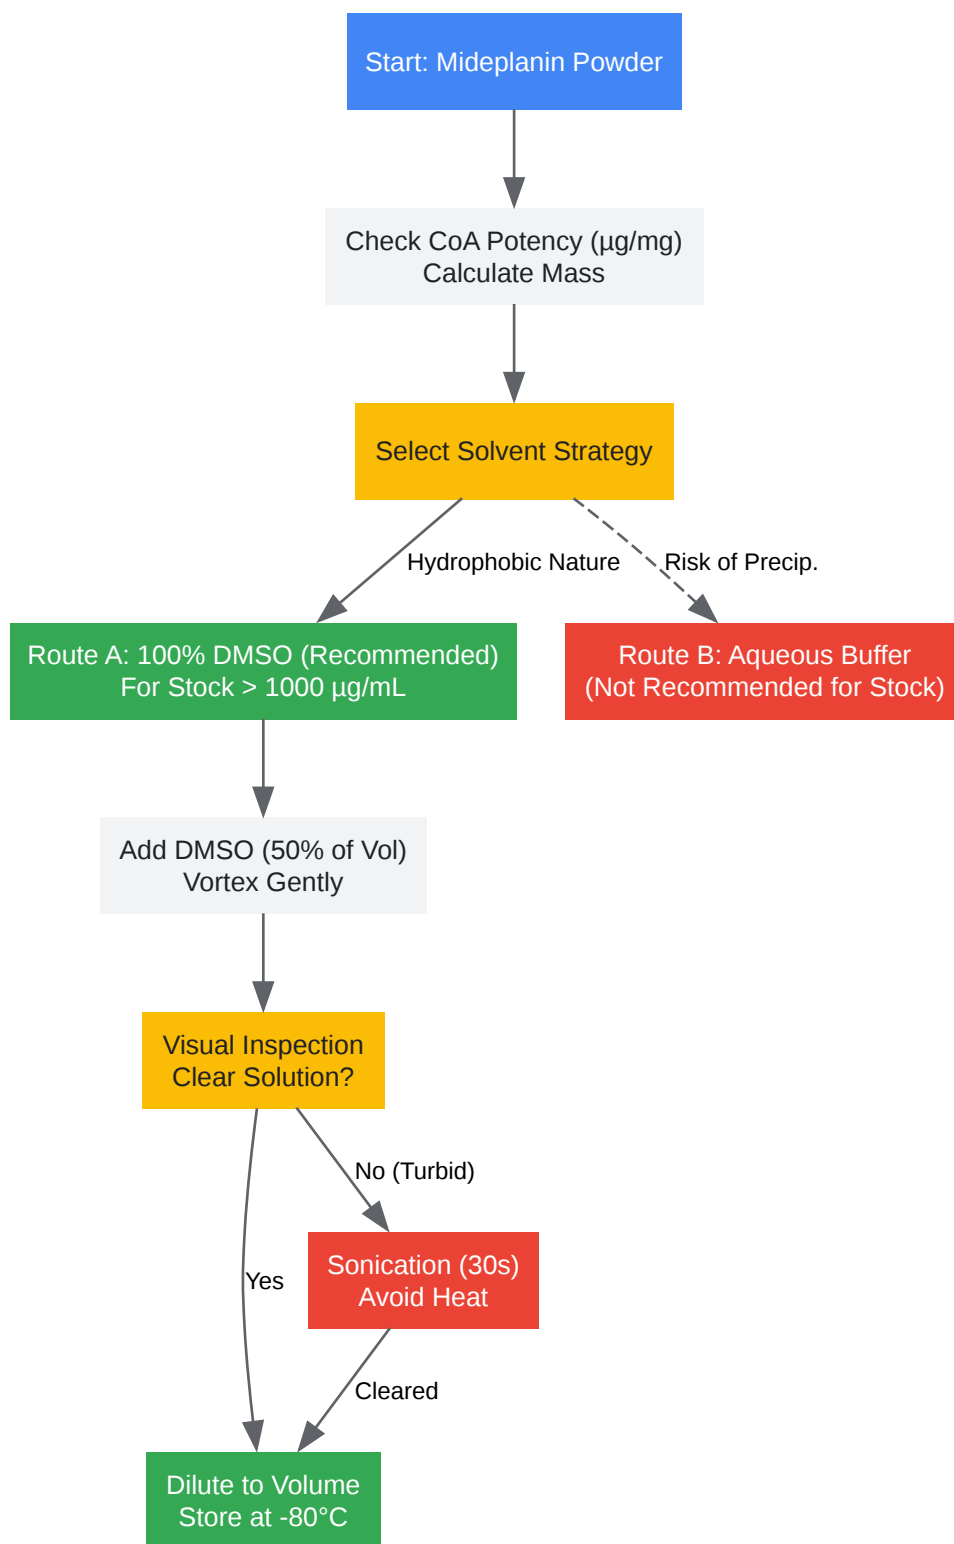 Start: Mideplanin Powder
Check CoA Potency (µg/mg)
Calculate Mass
Select Solvent Strategy
Hydrophobic Nature
Risk of Precip.
Route A: 100% DMSO (Recommended)
For Stock > 1000 µg/mL
Route B: Aqueous Buffer
(Not Recommended for Stock)
Add DMSO (50% of Vol)
Vortex Gently
Visual Inspection
Clear Solution?
No (Turbid)
Sonication (30s)
Avoid Heat
Yes
Cleared
Dilute to Volume
Store at -80°C